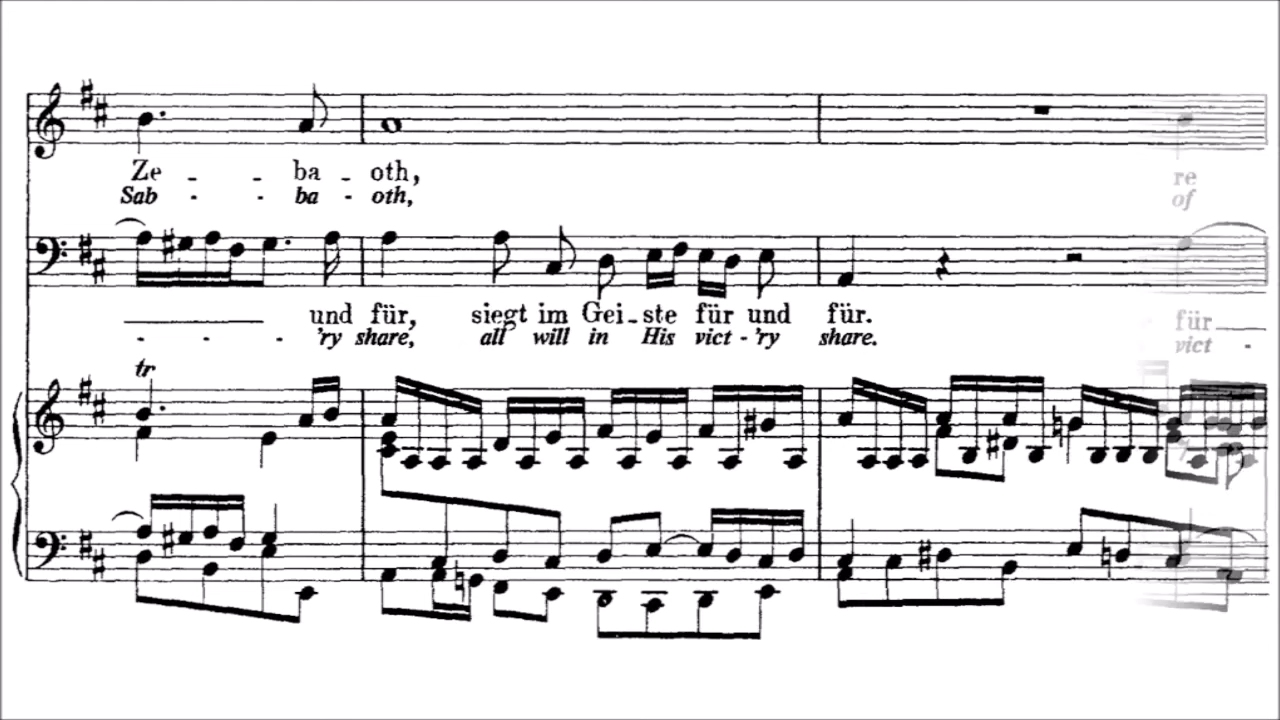 Ze - - ba - oth,
Sab - - ba - oth,
re
of
und für, siegt im Gei - ste für und für.
- - - 'ry share, all will in His vict - 'ry share.
für
vict -
tr